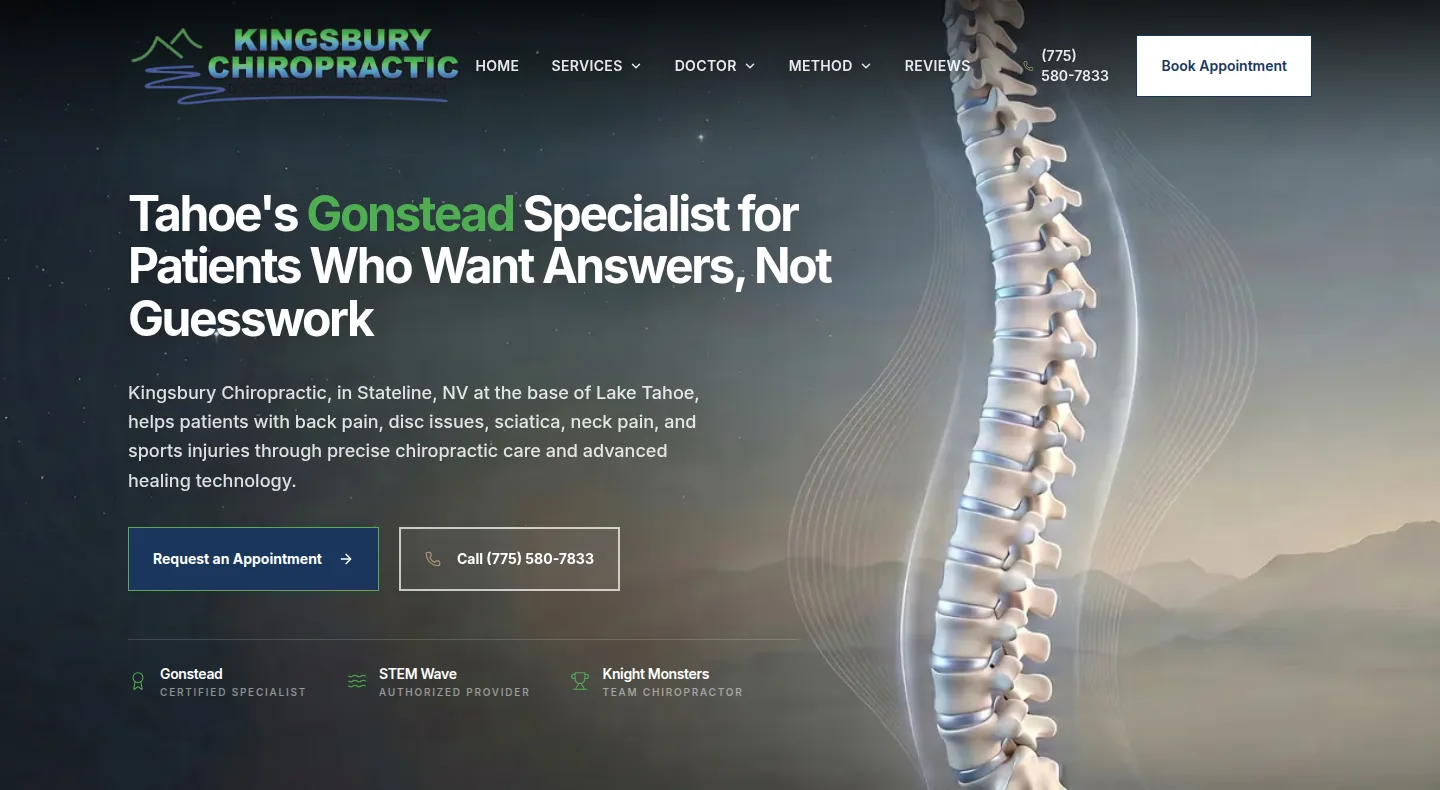 KINGSBURY
CHIROPRACTIC
HOME
SERVICES
DOCTOR
METHOD
REVIEWS
(775)
580-7833
Book Appointment
Tahoe's Gonstead Specialist for
Patients Who Want Answers, Not
Guesswork
Kingsbury Chiropractic, in Stateline, NV at the base of Lake Tahoe,
helps patients with back pain, disc issues, sciatica, neck pain, and
sports injuries through precise chiropractic care and advanced
healing technology.
Request an Appointment
Call (775) 580-7833
Gonstead
CERTIFIED SPECIALIST
STEM Wave
AUTHORIZED PROVIDER
Knight Monsters
TEAM CHIROPRACTOR